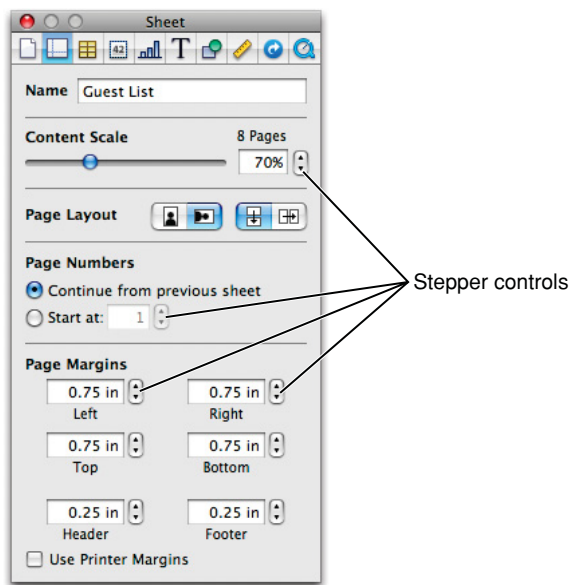 Sheet
42
T
Name Guest List
Content Scale 8 Pages
70%
Page Layout
Page Numbers
Continue from previous sheet
Start at: 1
Stepper controls
Page Margins
0.75 in 0.75 in
Left Right
0.75 in 0.75 in
Top Bottom
0.25 in 0.25 in
Header Footer
Use Printer Margins